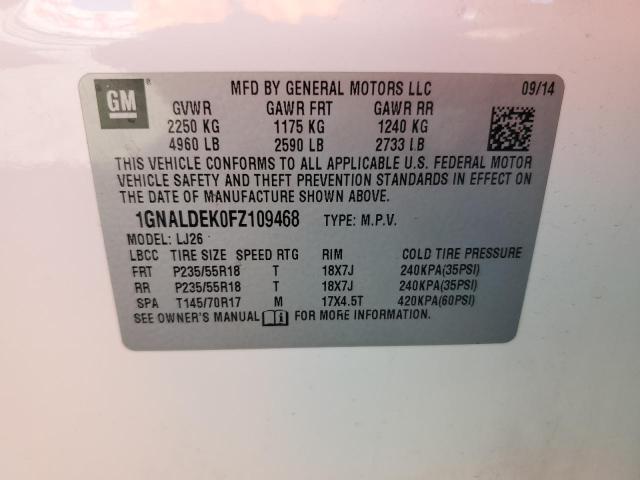 GM
MFD BY GENERAL MOTORS LLC 09/14
GVWR GAWR FRT GAWR RR
2250 KG 1175 KG 1240 KG
4960 LB 2590 LB 2733 LB
THIS VEHICLE CONFORMS TO ALL APPLICABLE U.S. FEDERAL MOTOR
VEHICLE SAFETY AND THEFT PREVENTION STANDARDS IN EFFECT ON
THE DATE OF MANUFACTURE SHOWN ABOVE.
1GNALDEK0FZ109468 TYPE: M.P.V.
MODEL: LJ26
LBCC TIRE SIZE SPEED RTG RIM COLD TIRE PRESSURE
FRT P235/55R18 T 18X7J 240KPA(35PSI)
RR P235/55R18 T 18X7J 240KPA(35PSI)
SPA T145/70R17 M 17X4.5T 420KPA(60PSI)
SEE OWNER'S MANUAL FOR MORE INFORMATION.